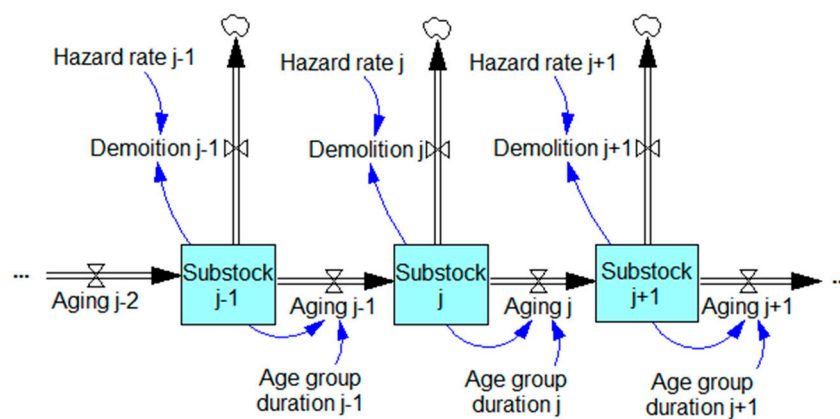 Hazard rate j-1
Hazard rate j
Hazard rate j+1
Demoition j-1
Demolition j
Demolition j+1
...
Substock
j-1
Substock
j
Substock
j+1
...
Aging j-2
Aging j-1
Aging j
Aging j+1
Age group
duration j-1
Age group
duration j
Age group
duration j+1